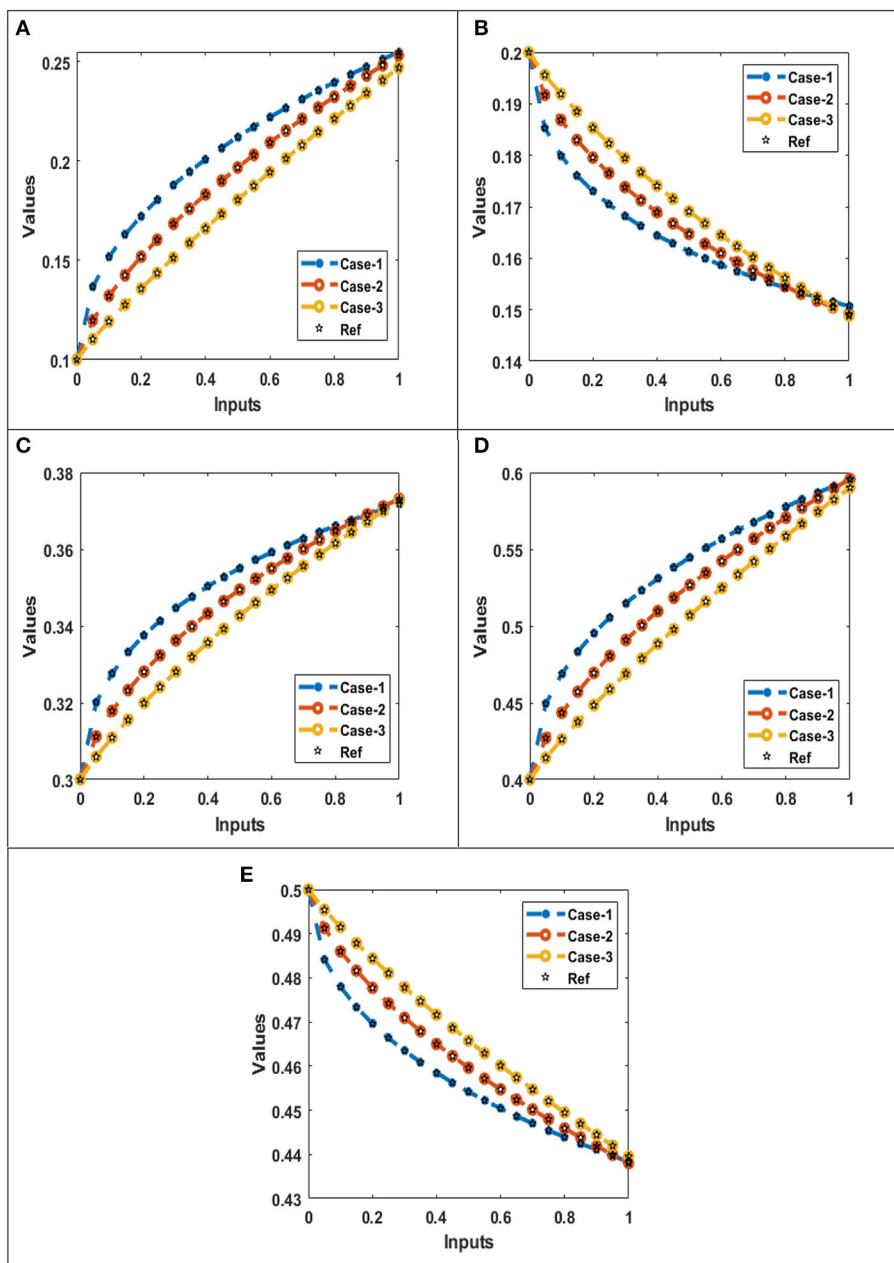 A
Values
0.25
0.2
0.15
0.1
0
0.2
0.4
0.6
0.8
1
Inputs
Case-1
Case-2
Case-3
Ref
B
Values
0.2
0.19
0.18
0.17
0.16
0.15
0.14
0
0.2
0.4
0.6
0.8
1
Inputs
Case-1
Case-2
Case-3
Ref
C
Values
0.38
0.36
0.34
0.32
0.3
0
0.2
0.4
0.6
0.8
1
Inputs
Case-1
Case-2
Case-3
Ref
D
Values
0.6
0.55
0.5
0.45
0.4
0
0.2
0.4
0.6
0.8
1
Inputs
Case-1
Case-2
Case-3
Ref
E
Values
0.5
0.49
0.48
0.47
0.46
0.45
0.44
0.43
0
0.2
0.4
0.6
0.8
1
Inputs
Case-1
Case-2
Case-3
Ref